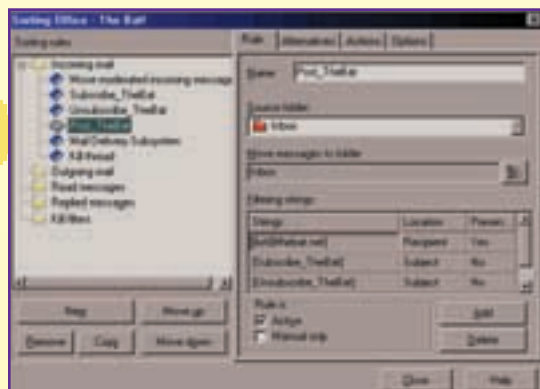 Sorting Office - The Bat!
Sorting rules
Incoming mail
Move moderated incoming message
Subscribe_TheBat
Unsubscribe_TheBat
Post_TheBat
Mail Delivery Subsystem
Kill thread
Outgoing mail
Read messages
Replied messages
Kill filters
New
Move up
Remove
Copy
Move down
Rule
Alternatives
Actions
Options
Name: Post_TheBat
Source folder
Inbox
Move messages to folder
Inbox
Filtering strings:
Strings Location Presence
Recipient Yes
[Subscribe_TheBat] Subject No
[Unsubscribe_TheBat] Subject No
Rule is
Active
Manual only
Add
Delete
Close
Help